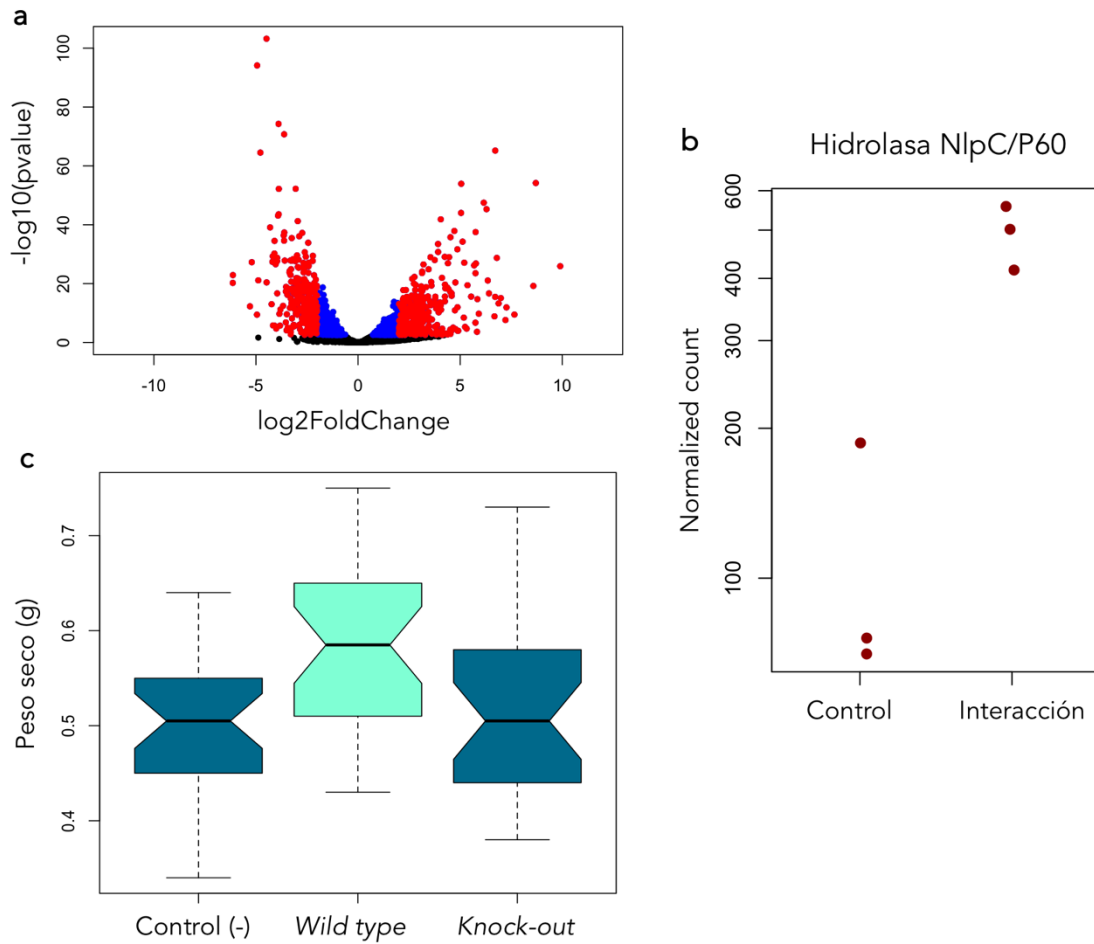 a
-log10(pvalue)
100
80
60
40
20
0
-10 -5 0 5 10
log2FoldChange
b
Hidrolasa NlpC/P60
Normalized count
600
400
300
200
100
Control Interacción
c
Peso seco (g)
0.7
0.6
0.5
0.4
Control (-) Wild type Knock-out